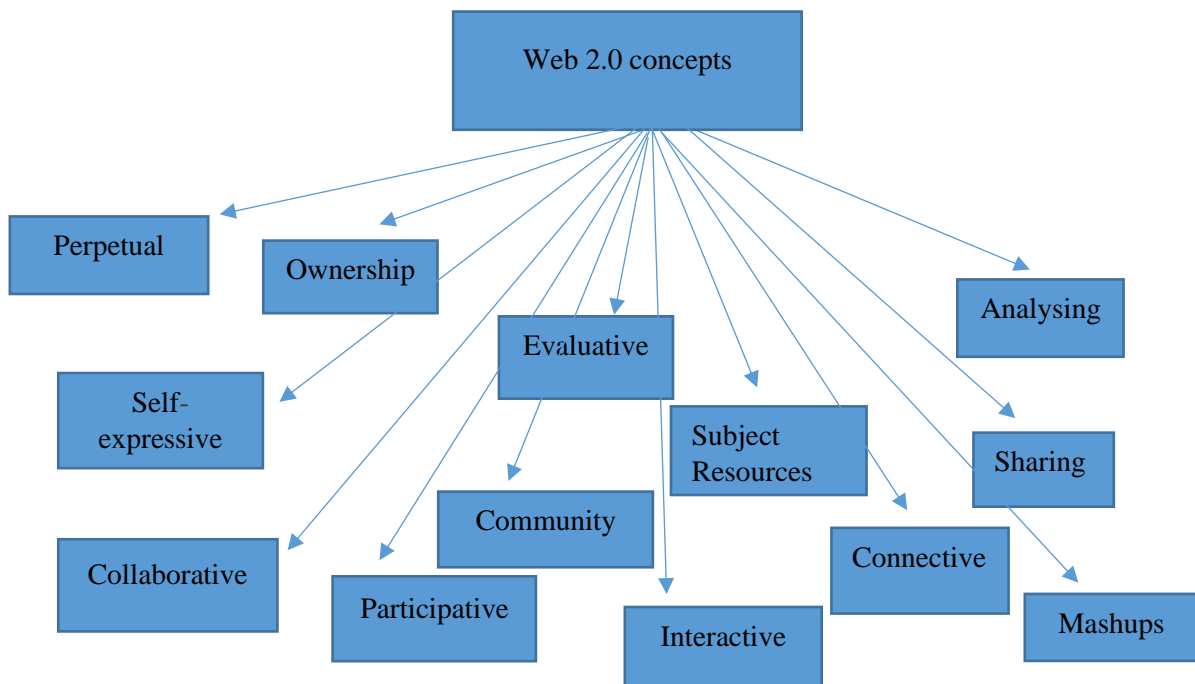 Web 2.0 concepts
Perpetual
Ownership
Analysing
Evaluative
Self-
expressive
Subject
Resources
Sharing
Community
Connective
Collaborative
Participative
Interactive
Mashups